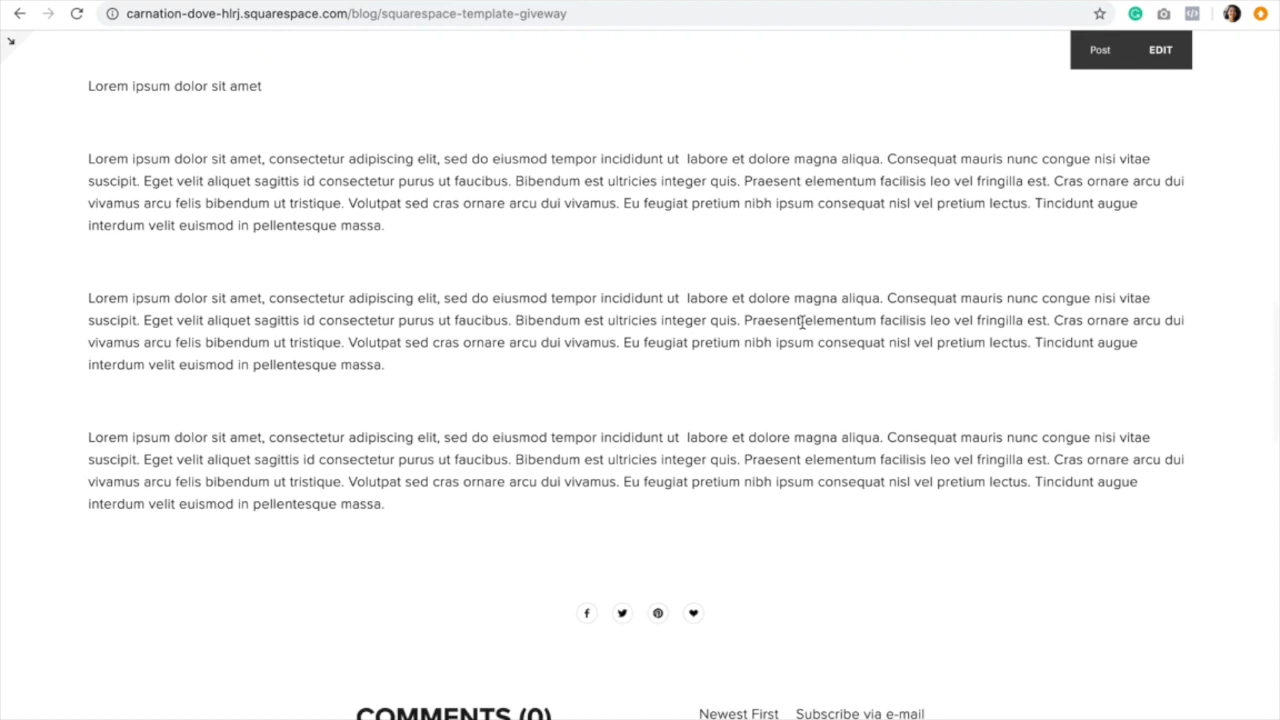 carnation-dove-hlrj.squarespace.com/blog/squarespace-template-giveway
Post EDIT
Lorem ipsum dolor sit amet
Lorem ipsum dolor sit amet, consectetur adipiscing elit, sed do eiusmod tempor incididunt ut labore et dolore magna aliqua. Consequat mauris nunc congue nisi vitae
suscipit. Eget velit aliquet sagittis id consectetur purus ut faucibus. Bibendum est ultricies integer quis. Praesent elementum facilisis leo vel fringilla est. Cras ornare arcu dui
vivamus arcu felis bibendum ut tristique. Volutpat sed cras ornare arcu dui vivamus. Eu feugiat pretium nibh ipsum consequat nisl vel pretium lectus. Tincidunt augue
interdum velit euismod in pellentesque massa.
Lorem ipsum dolor sit amet, consectetur adipiscing elit, sed do eiusmod tempor incididunt ut labore et dolore magna aliqua. Consequat mauris nunc congue nisi vitae
suscipit. Eget velit aliquet sagittis id consectetur purus ut faucibus. Bibendum est ultricies integer quis. Praesent elementum facilisis leo vel fringilla est. Cras ornare arcu dui
vivamus arcu felis bibendum ut tristique. Volutpat sed cras ornare arcu dui vivamus. Eu feugiat pretium nibh ipsum consequat nisl vel pretium lectus. Tincidunt augue
interdum velit euismod in pellentesque massa.
Lorem ipsum dolor sit amet, consectetur adipiscing elit, sed do eiusmod tempor incididunt ut labore et dolore magna aliqua. Consequat mauris nunc congue nisi vitae
suscipit. Eget velit aliquet sagittis id consectetur purus ut faucibus. Bibendum est ultricies integer quis. Praesent elementum facilisis leo vel fringilla est. Cras ornare arcu dui
vivamus arcu felis bibendum ut tristique. Volutpat sed cras ornare arcu dui vivamus. Eu feugiat pretium nibh ipsum consequat nisl vel pretium lectus. Tincidunt augue
interdum velit euismod in pellentesque massa.
COMMENTS (0) Newest First Subscribe via e-mail